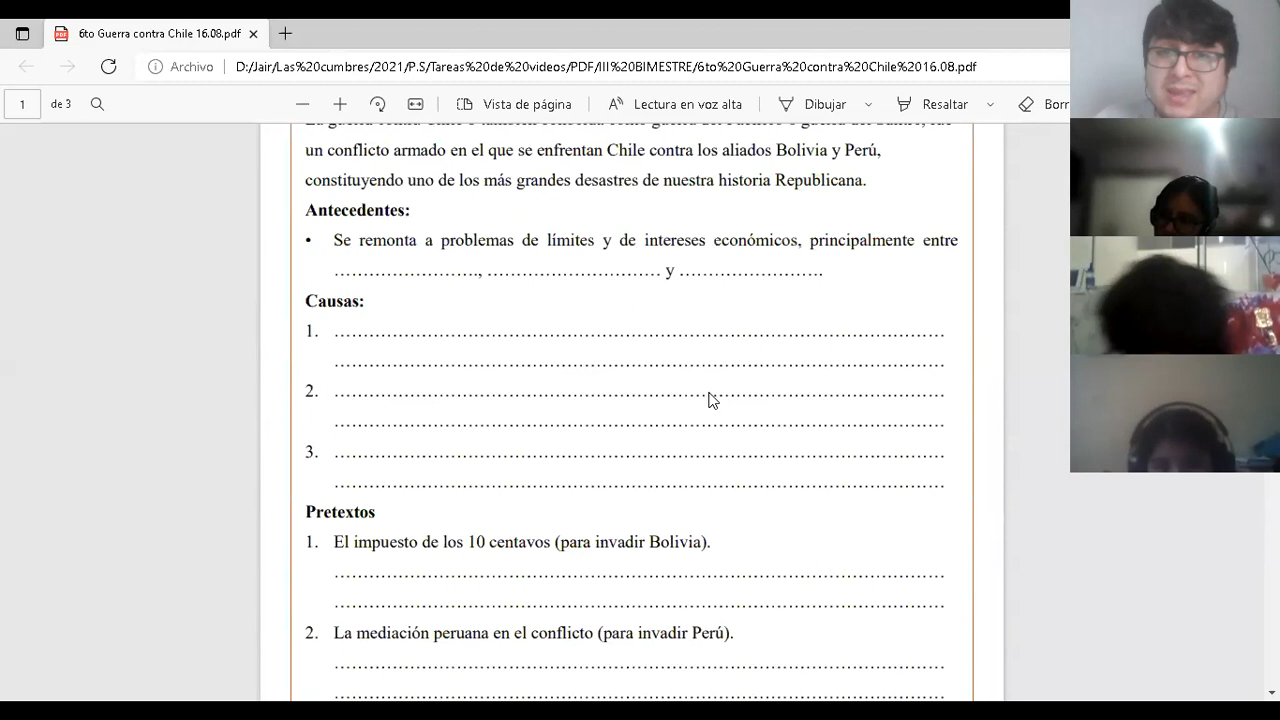 6to Guerra contra Chile 16.08.pdf
Archivo D:/Jair/Las%20cumbres/2021/P.S/Tareas%20de%20videos/PDF/III%20BIMESTRE/6to%20Guerra%20contra%20Chile%2016.08.pdf
1 de 3 Vista de página Lectura en voz alta Dibujar Resaltar Borr
un conflicto armado en el que se enfrentan Chile contra los aliados Bolivia y Perú,
constituyendo uno de los más grandes desastres de nuestra historia Republicana.
Antecedentes:
• Se remonta a problemas de límites y de intereses económicos, principalmente entre
……………………., ………………………… y …………………….
Causas:
1. ……………………………………………………………………………………………
……………………………………………………………………………………………
2. ……………………………………………………………………………………………
……………………………………………………………………………………………
3. ……………………………………………………………………………………………
……………………………………………………………………………………………
Pretextos
1. El impuesto de los 10 centavos (para invadir Bolivia).
……………………………………………………………………………………………
……………………………………………………………………………………………
2. La mediación peruana en el conflicto (para invadir Perú).
……………………………………………………………………………………………
……………………………………………………………………………………………